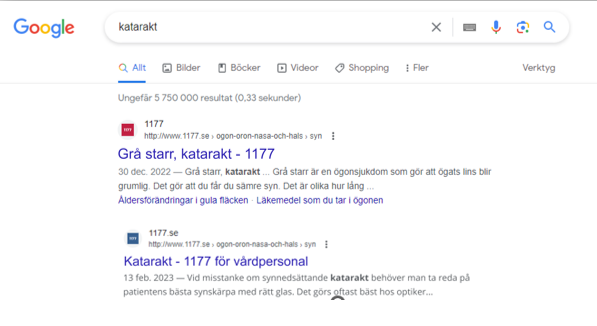 Google
katarakt
Allt Bilder Böcker Videor Shopping Fler Verktyg
Ungefär 5 750 000 resultat (0,33 sekunder)
1177
http://www.1177.se › ogon-oron-nasa-och-hals › syn
Grå starr, katarakt - 1177
30 dec. 2022 — Grå starr, katarakt ... Grå starr är en ögonsjukdom som gör att ögats lins blir
grumlig. Det gör att du får du sämre syn. Det är olika hur lång ...
Åldersförändringar i gula fläcken · Läkemedel som du tar i ögonen
1177.se
http://www.1177.se › ogon-oron-nasa-och-hals › syn
Katarakt - 1177 för vårdpersonal
13 feb. 2023 — Vid misstanke om synnedsättande katarakt behöver man ta reda på
patientens bästa synskärpa med rätt glas. Det görs oftast bäst hos optiker...